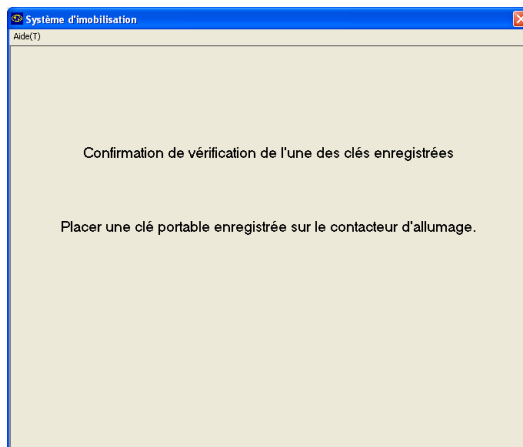 Système d'imobilisation
Aide(T)
Confirmation de vérification de l'une des clés enregistrées
Placer une clé portable enregistrée sur le contacteur d'allumage.